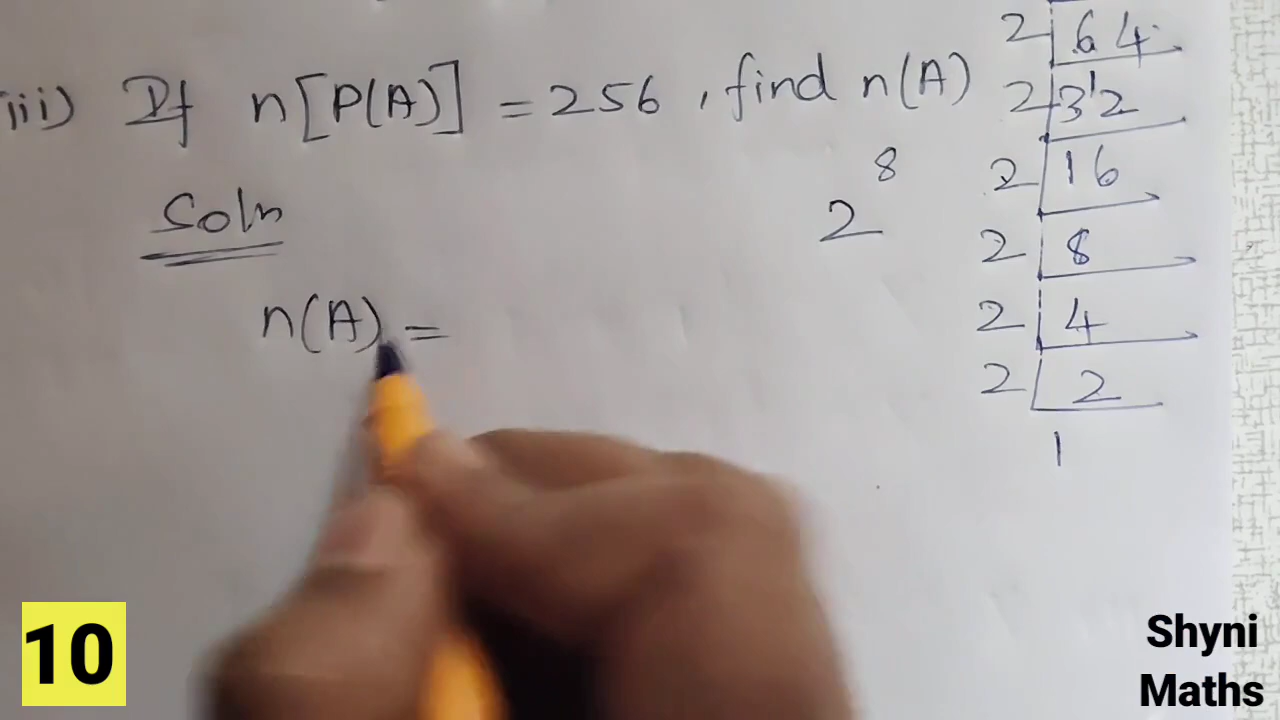 iii) If n[P(A)] = 256, find n(A)
Soln
n(A) =
2^8
2 | 64
2 | 32
2 | 16
2 | 8
2 | 4
2 | 2
1
10
Shyni
Maths